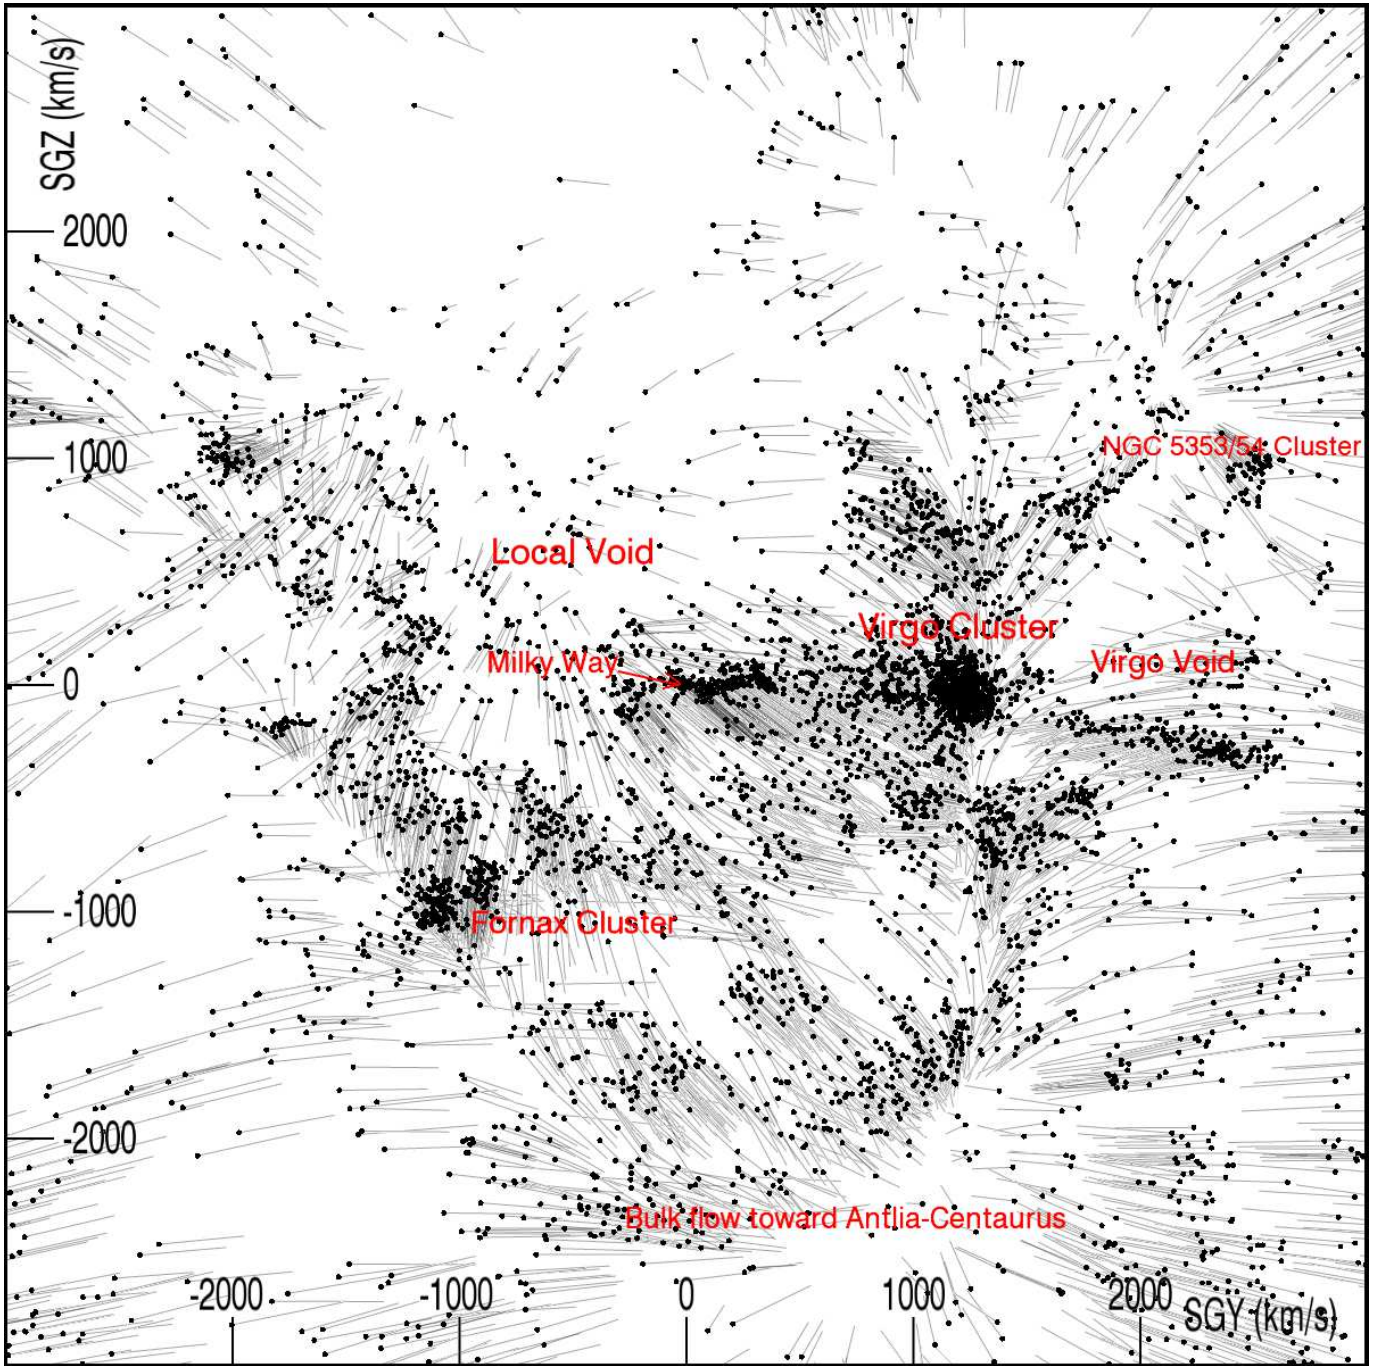 SGZ (km/s)
2000
NGC 5353/54 Cluster
1000
Local Void
Virgo Cluster
Milky Way
Virgo Void
0
-1000
Fornax Cluster
-2000
Bulk flow toward Antlia-Centaurus
-2000 -1000 0 1000 2000 SGY (km/s)